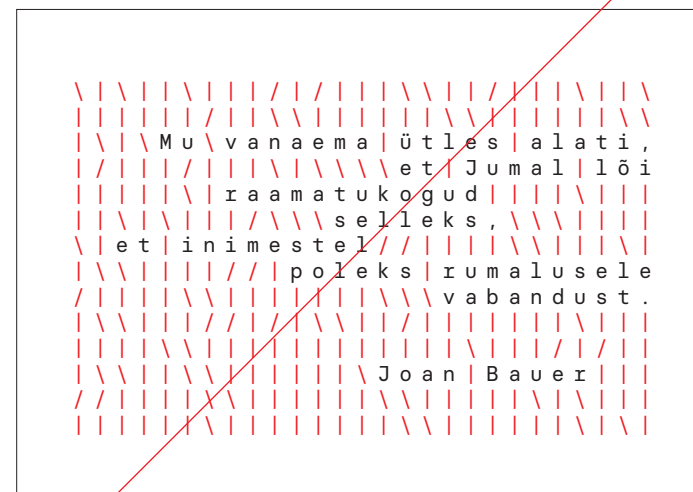 Mu vanaema ütles alati,
et Jumal lõi
raamatukogud
selleks,
et inimestel
poleks rumalusele
vabandust.
Joan Bauer